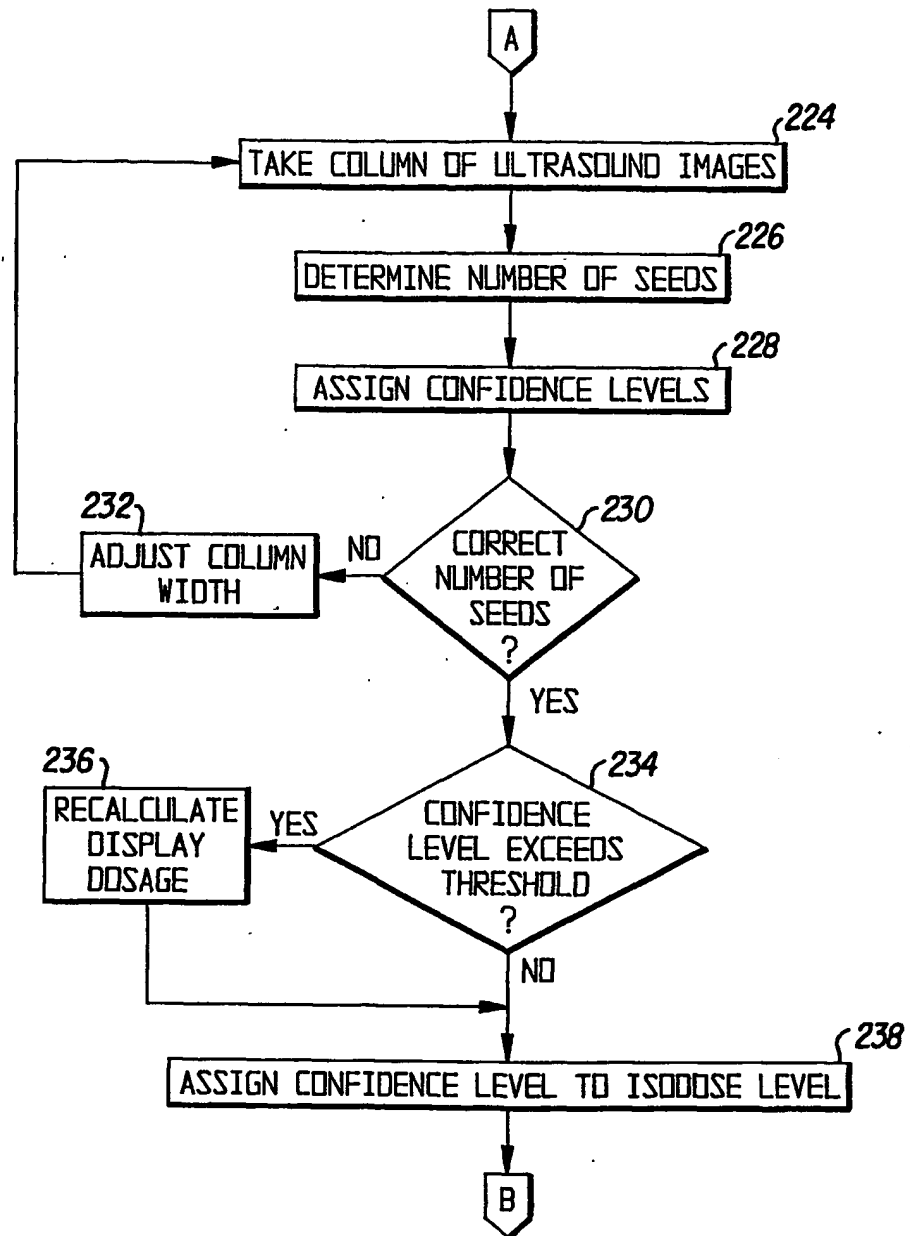 A
224
TAKE COLUMN OF ULTRASOUND IMAGES
226
DETERMINE NUMBER OF SEEDS
228
ASSIGN CONFIDENCE LEVELS
230
CORRECT
NUMBER OF
SEEDS
?
NO
232
ADJUST COLUMN
WIDTH
YES
234
CONFIDENCE
LEVEL EXCEEDS
THRESHOLD
?
YES
236
RECALCULATE
DISPLAY
DOSAGE
NO
238
ASSIGN CONFIDENCE LEVEL TO ISODOSE LEVEL
B